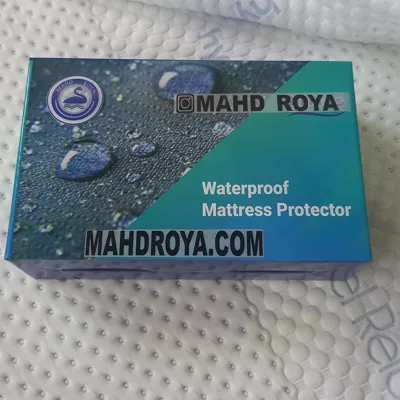 MAHD ROYA
Waterproof
Mattress Protector
MAHDROYA.COM